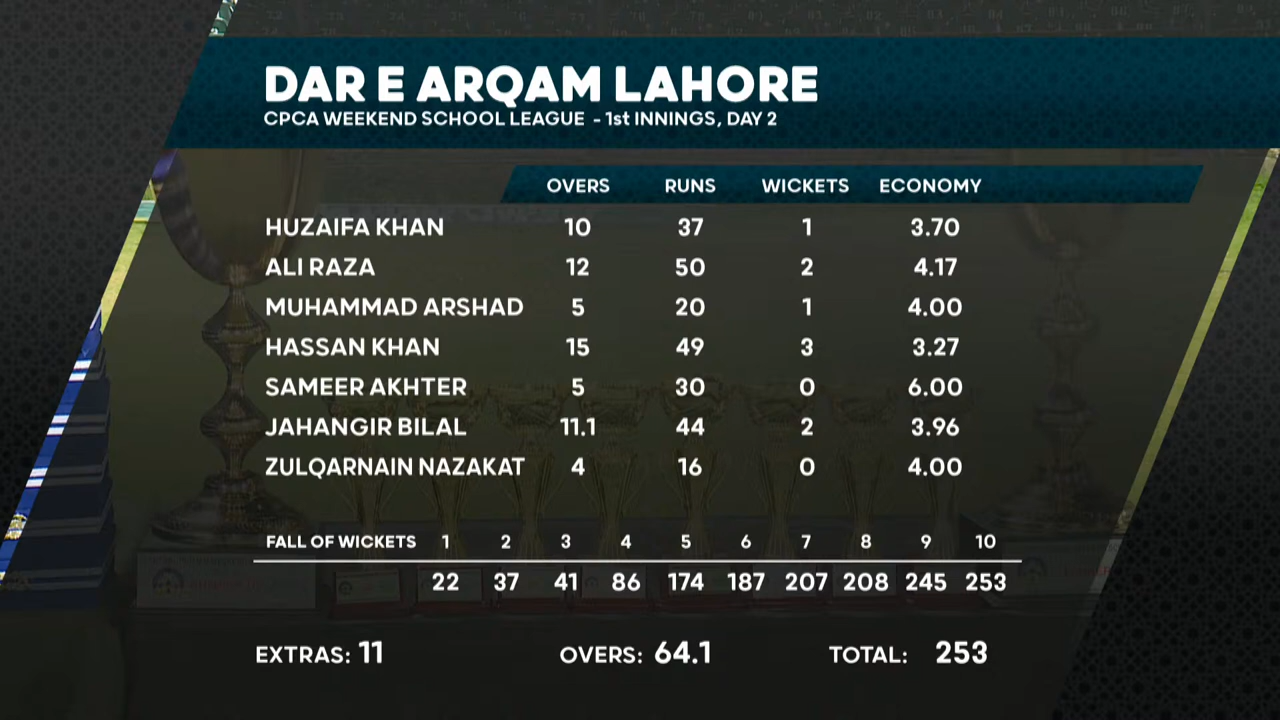 DAR E ARQAM LAHORE
CPCA WEEKEND SCHOOL LEAGUE - 1st INNINGS, DAY 2
OVERS RUNS WICKETS ECONOMY
HUZAIFA KHAN 10 37 1 3.70
ALI RAZA 12 50 2 4.17
MUHAMMAD ARSHAD 5 20 1 4.00
HASSAN KHAN 15 49 3 3.27
SAMEER AKHTER 5 30 0 6.00
JAHANGIR BILAL 11.1 44 2 3.96
ZULQARNAIN NAZAKAT 4 16 0 4.00
FALL OF WICKETS 1 2 3 4 5 6 7 8 9 10
22 37 41 86 174 187 207 208 245 253
EXTRAS: 11 OVERS: 64.1 TOTAL: 253